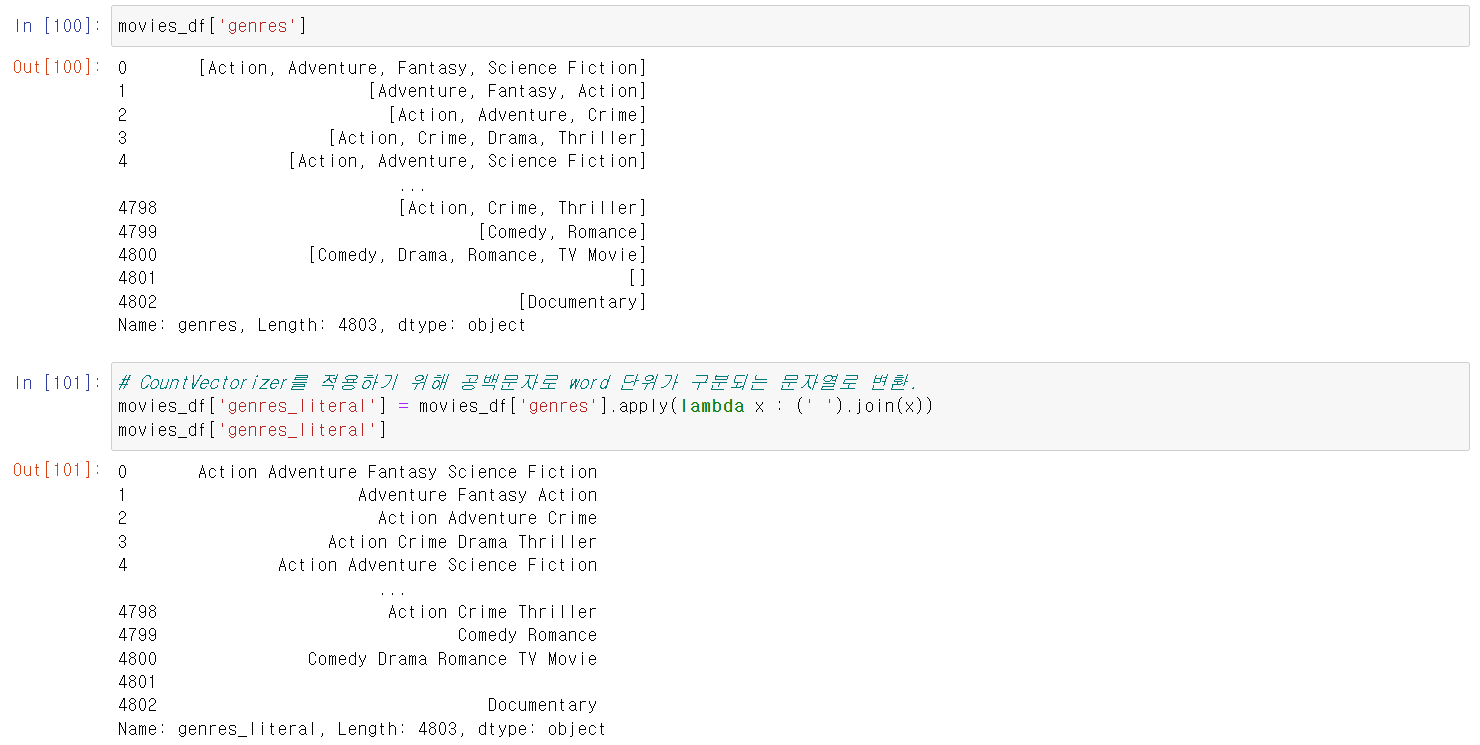 In [100]: movies_df['genres']
Out[100]: 0 [Action, Adventure, Fantasy, Science Fiction]
1 [Adventure, Fantasy, Action]
2 [Action, Adventure, Crime]
3 [Action, Crime, Drama, Thriller]
4 [Action, Adventure, Science Fiction]
...
4798 [Action, Crime, Thriller]
4799 [Comedy, Romance]
4800 [Comedy, Drama, Romance, TV Movie]
4801 []
4802 [Documentary]
Name: genres, Length: 4803, dtype: object
In [101]: # CountVectorizer를 적용하기 위해 공백문자로 word 단위가 구분되는 문자열로 변환.
movies_df['genres_literal'] = movies_df['genres'].apply(lambda x : (' ').join(x))
movies_df['genres_literal']
Out[101]: 0 Action Adventure Fantasy Science Fiction
1 Adventure Fantasy Action
2 Action Adventure Crime
3 Action Crime Drama Thriller
4 Action Adventure Science Fiction
...
4798 Action Crime Thriller
4799 Comedy Romance
4800 Comedy Drama Romance TV Movie
4801
4802 Documentary
Name: genres_literal, Length: 4803, dtype: object